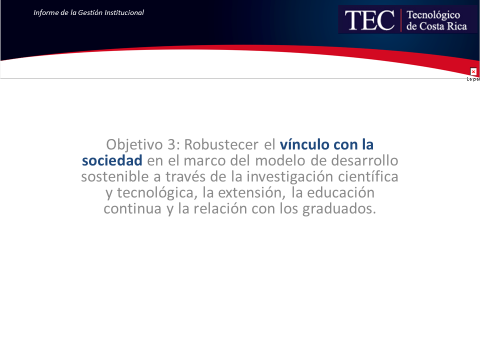 Informe de la Gestión Institucional
TEC
Tecnológico
de Costa Rica
Objetivo 3: Robustecer el vínculo con la
sociedad en el marco del modelo de desarrollo
sostenible a través de la investigación científica
y tecnológica, la extensión, la educación
continua y la relación con los graduados.